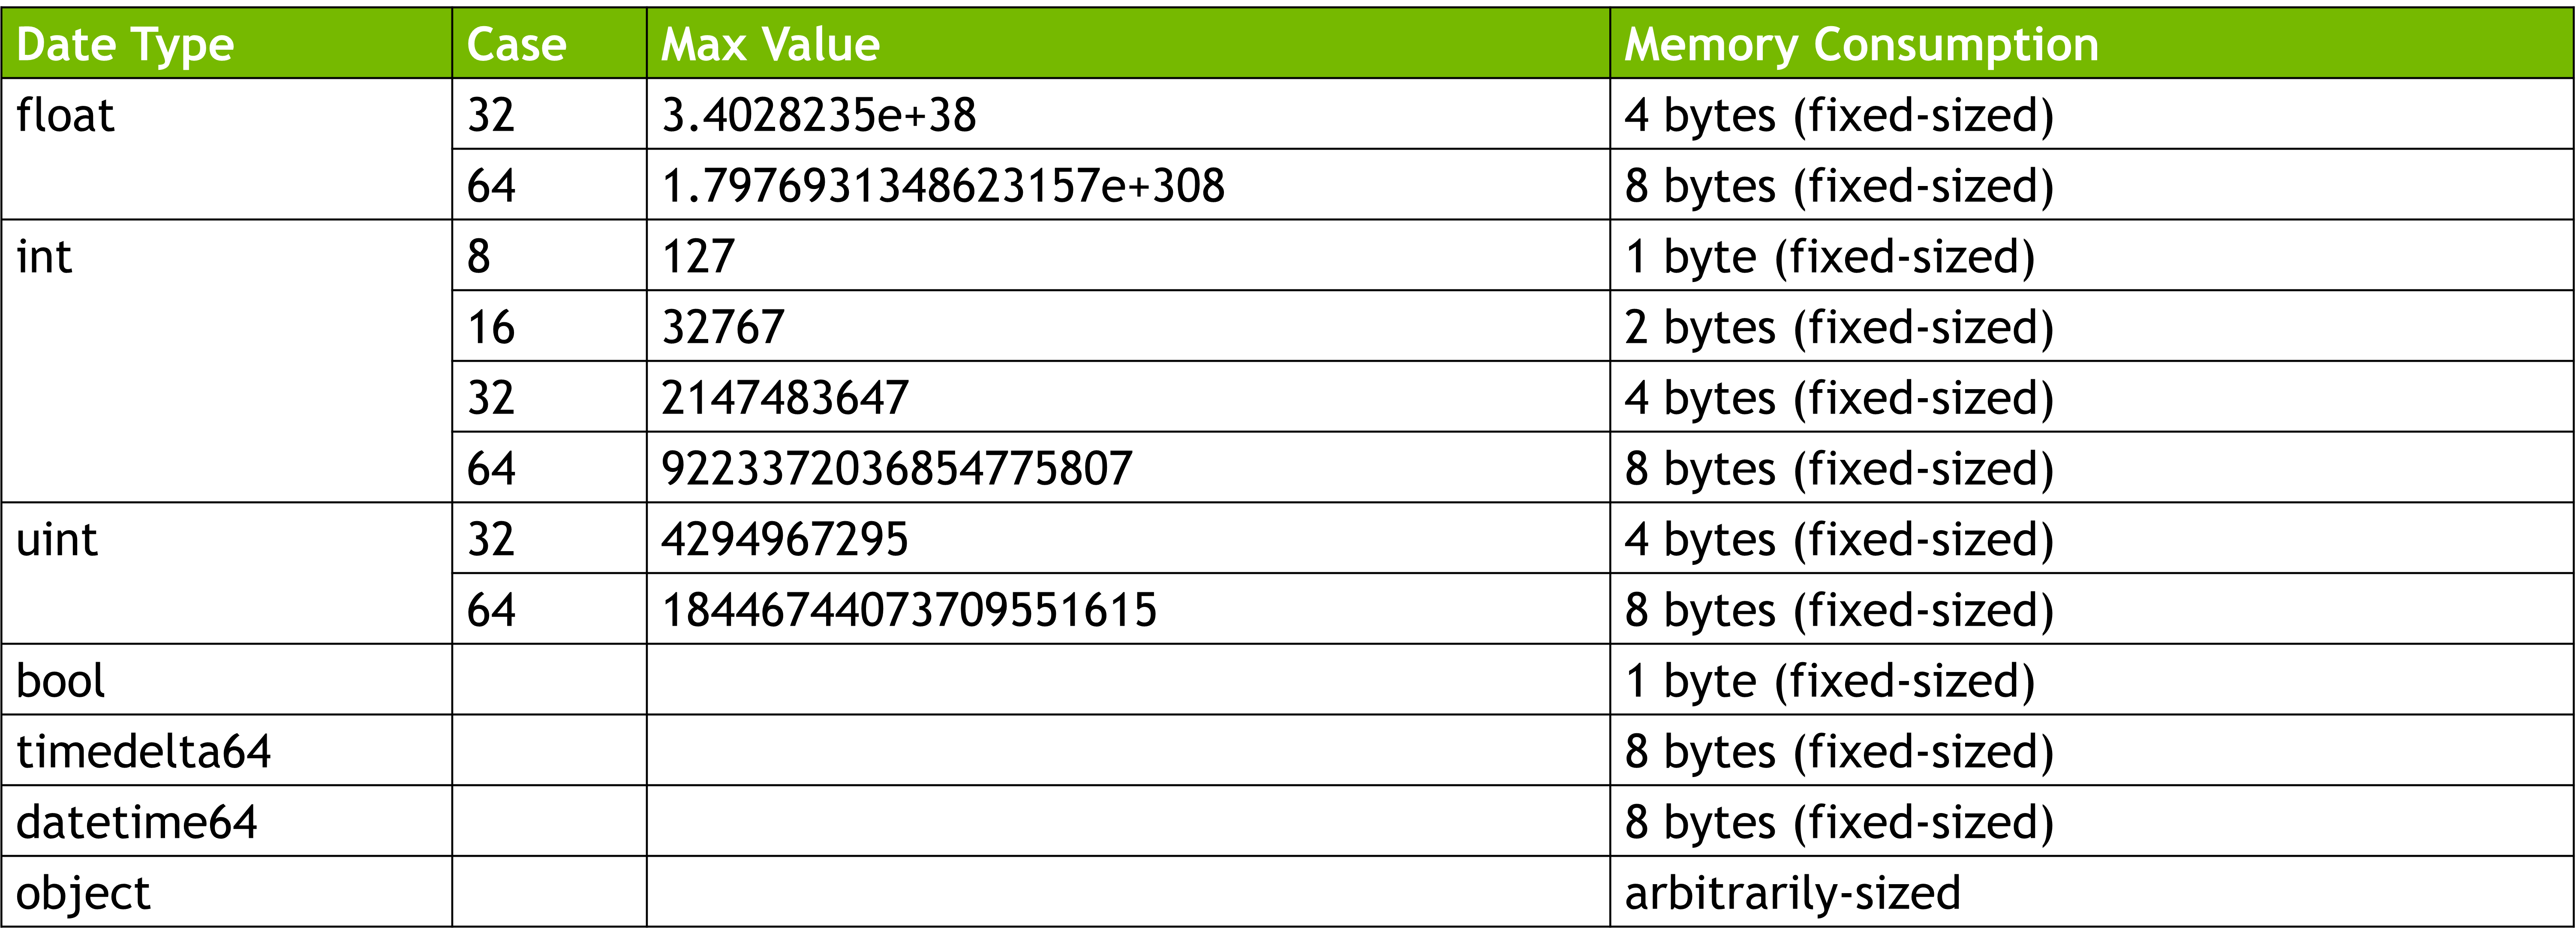 Date Type Case Max Value Memory Consumption
float 32 3.4028235e+38 4 bytes (fixed-sized)
64 1.7976931348623157e+308 8 bytes (fixed-sized)
int 8 127 1 byte (fixed-sized)
16 32767 2 bytes (fixed-sized)
32 2147483647 4 bytes (fixed-sized)
64 9223372036854775807 8 bytes (fixed-sized)
uint 32 4294967295 4 bytes (fixed-sized)
64 18446744073709551615 8 bytes (fixed-sized)
bool 1 byte (fixed-sized)
timedelta64 8 bytes (fixed-sized)
datetime64 8 bytes (fixed-sized)
object arbitrarily-sized